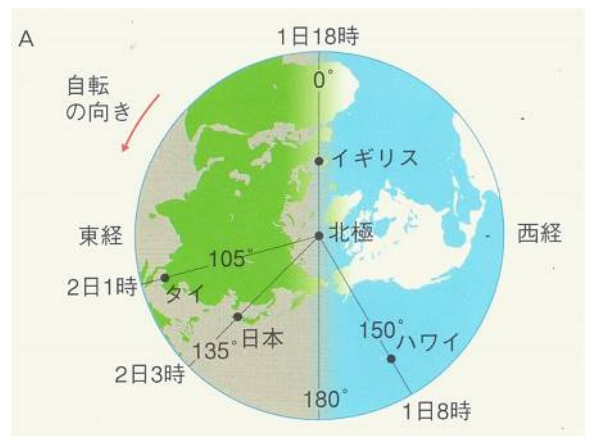 A
1日18時
自転
の向き
0°
イギリス
東経
北極
西経
105°
2日1時
タイ
日本
150°
ハワイ
135°
2日3時
180°
1日8時